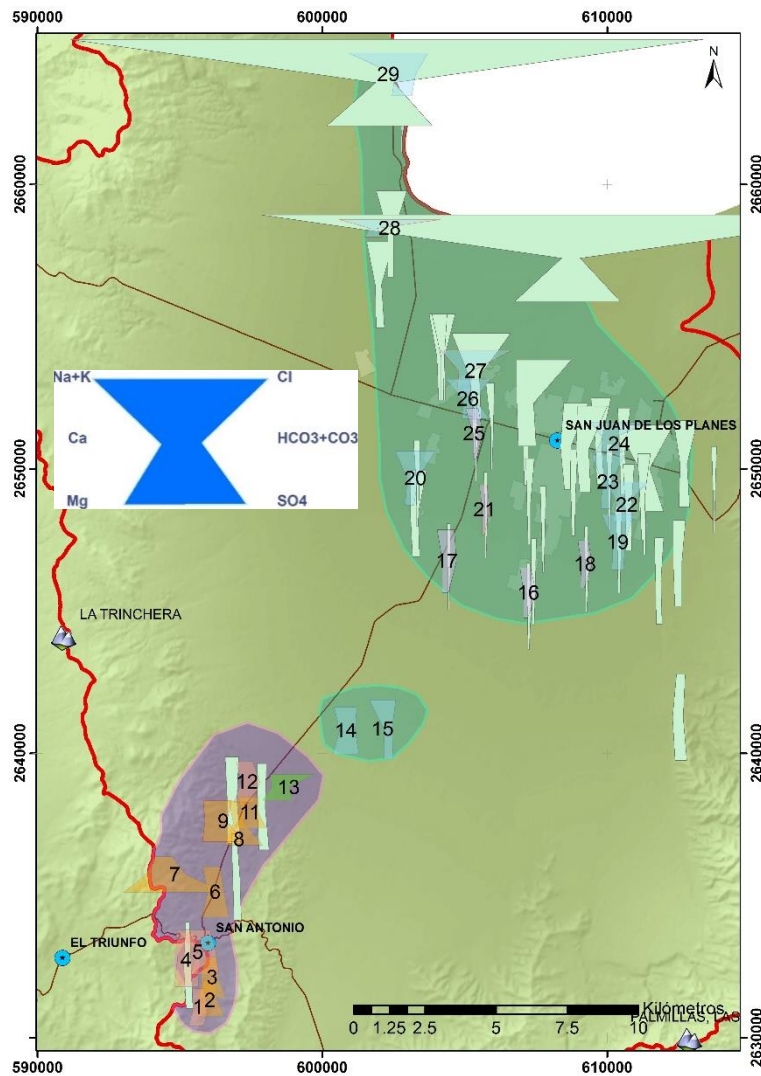 590000 600000 610000
N
29
2660000 2660000
28
27
Na+K Cl
26
SAN JUAN DE LOS PLANES
25 24
Ca HCO3+CO3
2650000 2650000
20 23
Mg SO4
22
21
19
17 18
16
LA TRINCHERA
14 15
2640000 2640000
12 13
11
9
8
7
6
SAN ANTONIO
EL TRIUNFO
5
4
3
2
1
Kilómetros
0 1.25 2.5 5 7.5 10
PALMILLAS, LAS
2630000 2630000
590000 600000 610000